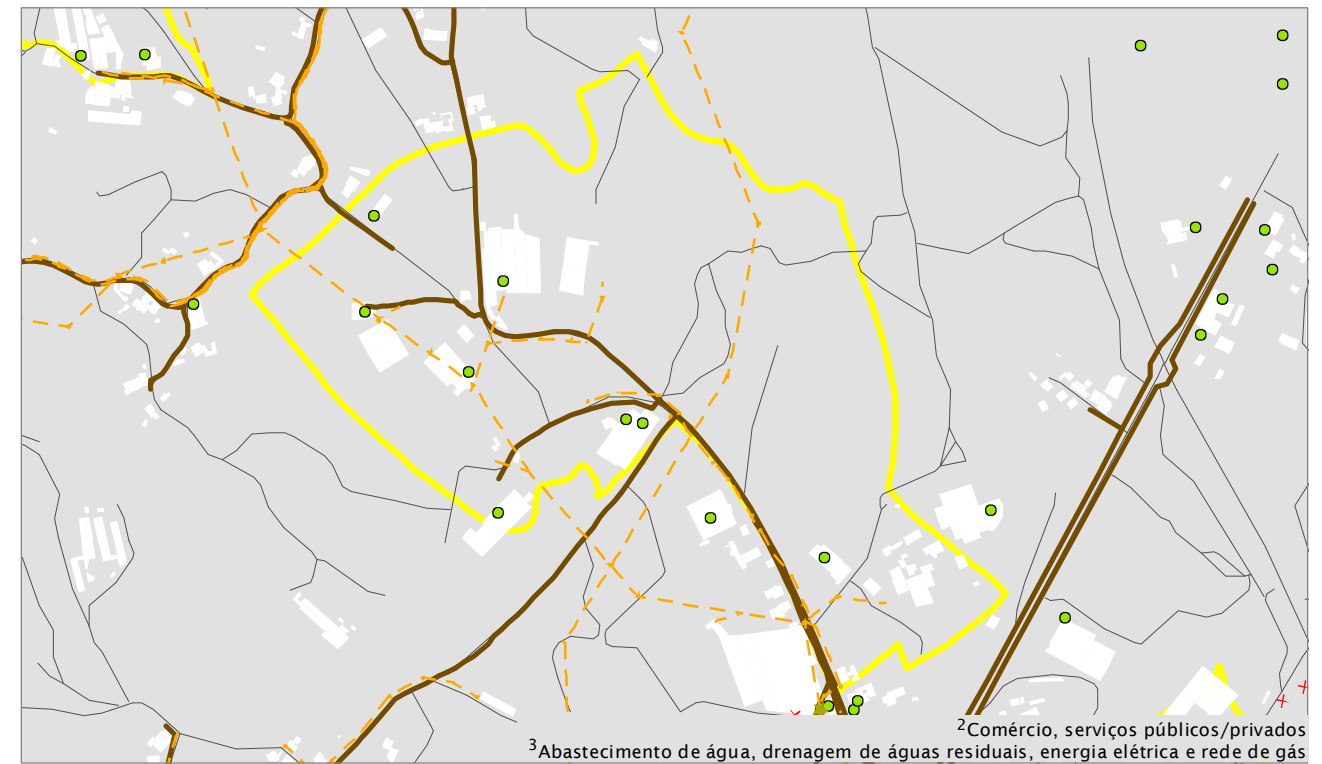 ²Comércio, serviços públicos/privados
³Abastecimento de água, drenagem de águas residuais, energia elétrica e rede de gás